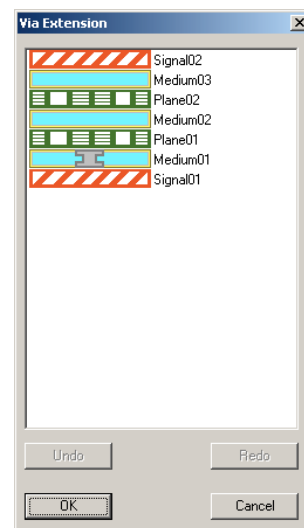 Via Extension
Signal02
Medium03
Plane02
Medium02
Plane01
Medium01
Signal01
Undo
Redo
OK
Cancel